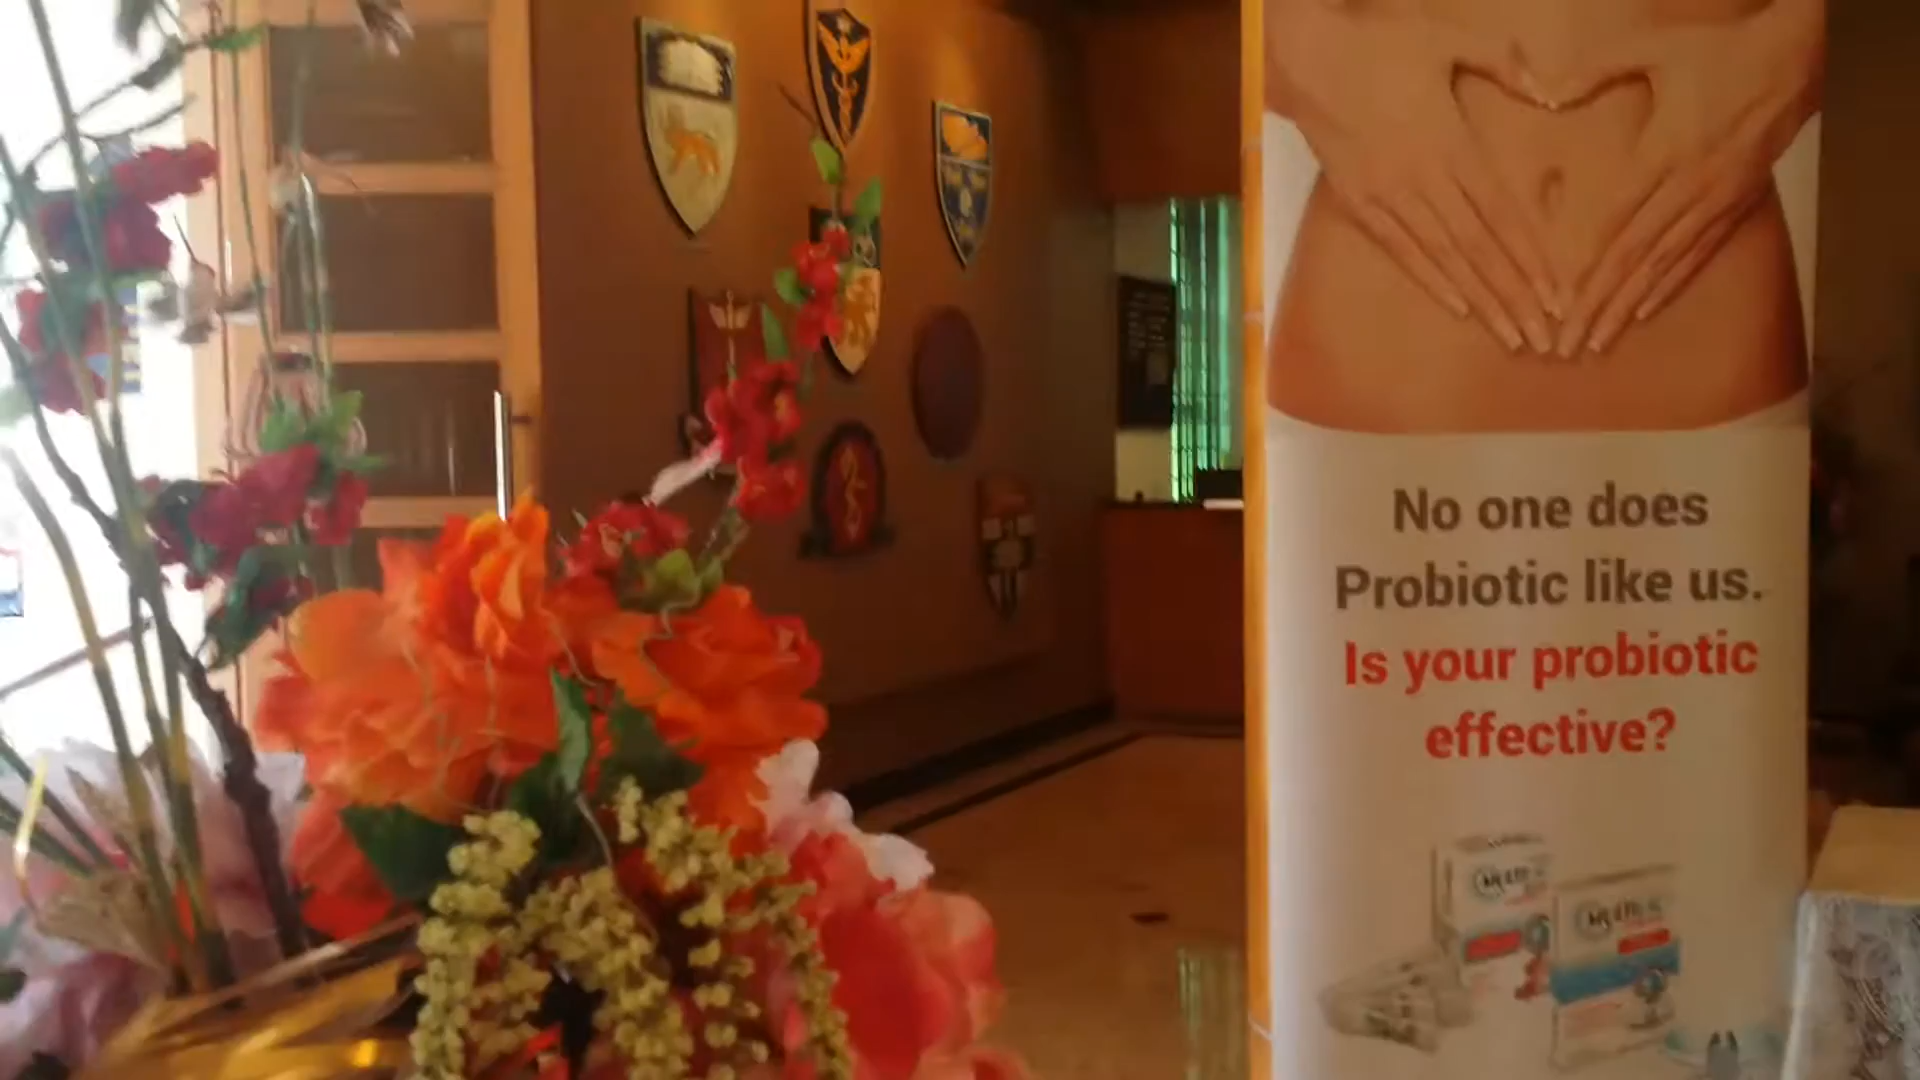 No one does
Probiotic like us.
Is your probiotic
effective?